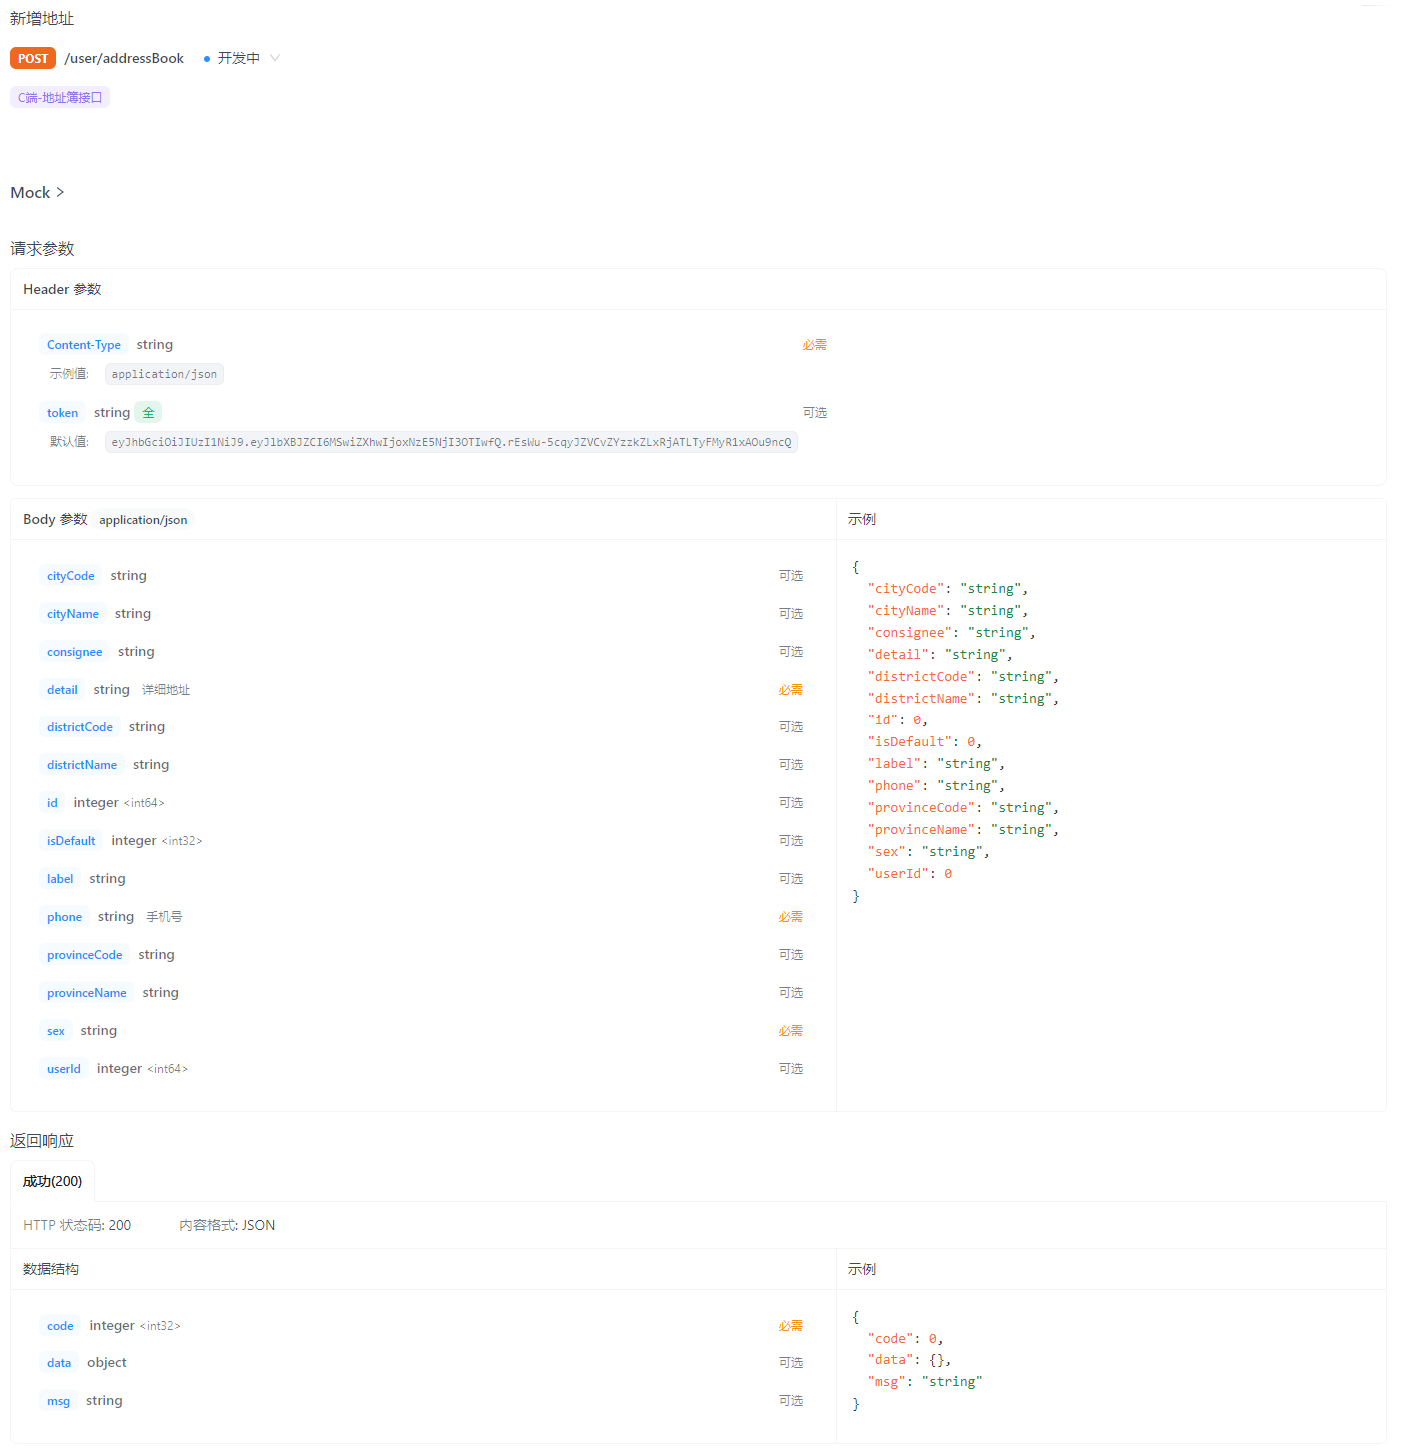 新增地址
POST /user/addressBook 开发中
C端-地址簿接口
Mock >
请求参数
Header 参数
Content-Type string 必需
示例值: application/json
token string 全 可选
默认值: eyJhbGciOiJIUzI1NiJ9.eyJlbXBJZCI6MSwiZXhwIjoxNzE5NjI3OTIwfQ.rEsWu-5cqyJZVCvZYzzkZLxRjATLTyFMyR1xAOu9ncQ
Body 参数 application/json
cityCode string 可选
cityName string 可选
consignee string 可选
detail string 详细地址 必需
districtCode string 可选
districtName string 可选
id integer <int64> 可选
isDefault integer <int32> 可选
label string 可选
phone string 手机号 必需
provinceCode string 可选
provinceName string 可选
sex string 必需
userId integer <int64> 可选
示例
{
"cityCode": "string",
"cityName": "string",
"consignee": "string",
"detail": "string",
"districtCode": "string",
"districtName": "string",
"id": 0,
"isDefault": 0,
"label": "string",
"phone": "string",
"provinceCode": "string",
"provinceName": "string",
"sex": "string",
"userId": 0
}
返回响应
成功(200)
HTTP 状态码: 200 内容格式: JSON
数据结构
code integer <int32> 必需
data object 可选
msg string 可选
示例
{
"code": 0,
"data": {},
"msg": "string"
}